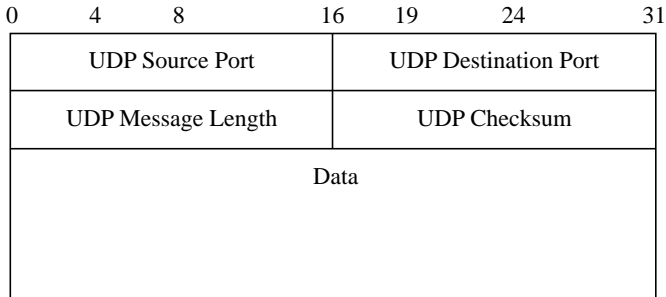 0 4 8 16 19 24 31
UDP Source Port UDP Destination Port
UDP Message Length UDP Checksum
Data